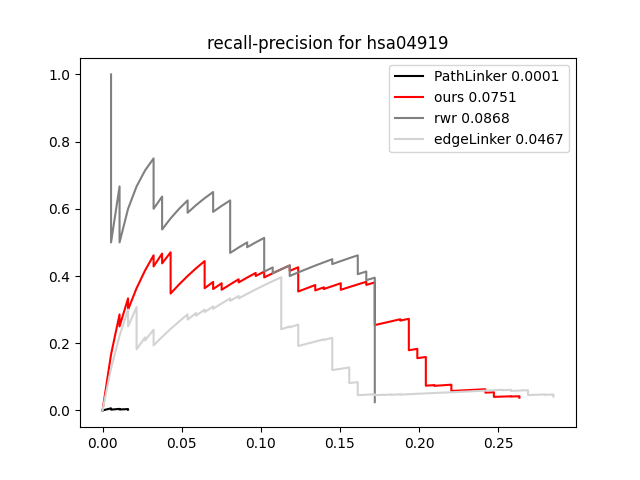 recall-precision for hsa04919
PathLinker 0.0001
ours 0.0751
rwr 0.0868
edgeLinker 0.0467
1.0
0.8
0.6
0.4
0.2
0.0
0.00 0.05 0.10 0.15 0.20 0.25